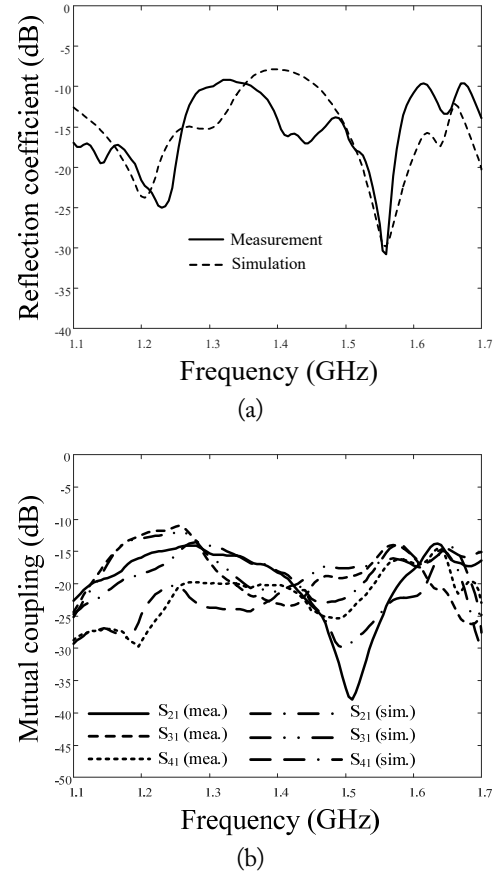 0
-5
-10
-15
-20
-25
-30
-35
-40
Reflection coefficient (dB)
Measurement
Simulation
1.1 1.2 1.3 1.4 1.5 1.6 1.7
Frequency (GHz)
(a)
0
-5
-10
-15
-20
-25
-30
-35
-40
-45
-50
Mutual coupling (dB)
S21 (mea.) S21 (sim.)
S31 (mea.) S31 (sim.)
S41 (mea.) S41 (sim.)
1.1 1.2 1.3 1.4 1.5 1.6 1.7
Frequency (GHz)
(b)